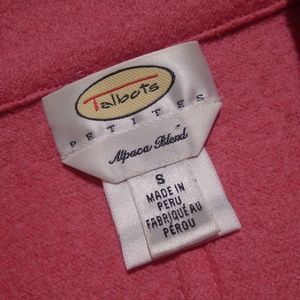 Talbots
PETITES
Alpaca Blend
S
MADE IN
PERU
FABRIQUÉ AU
PÉROU